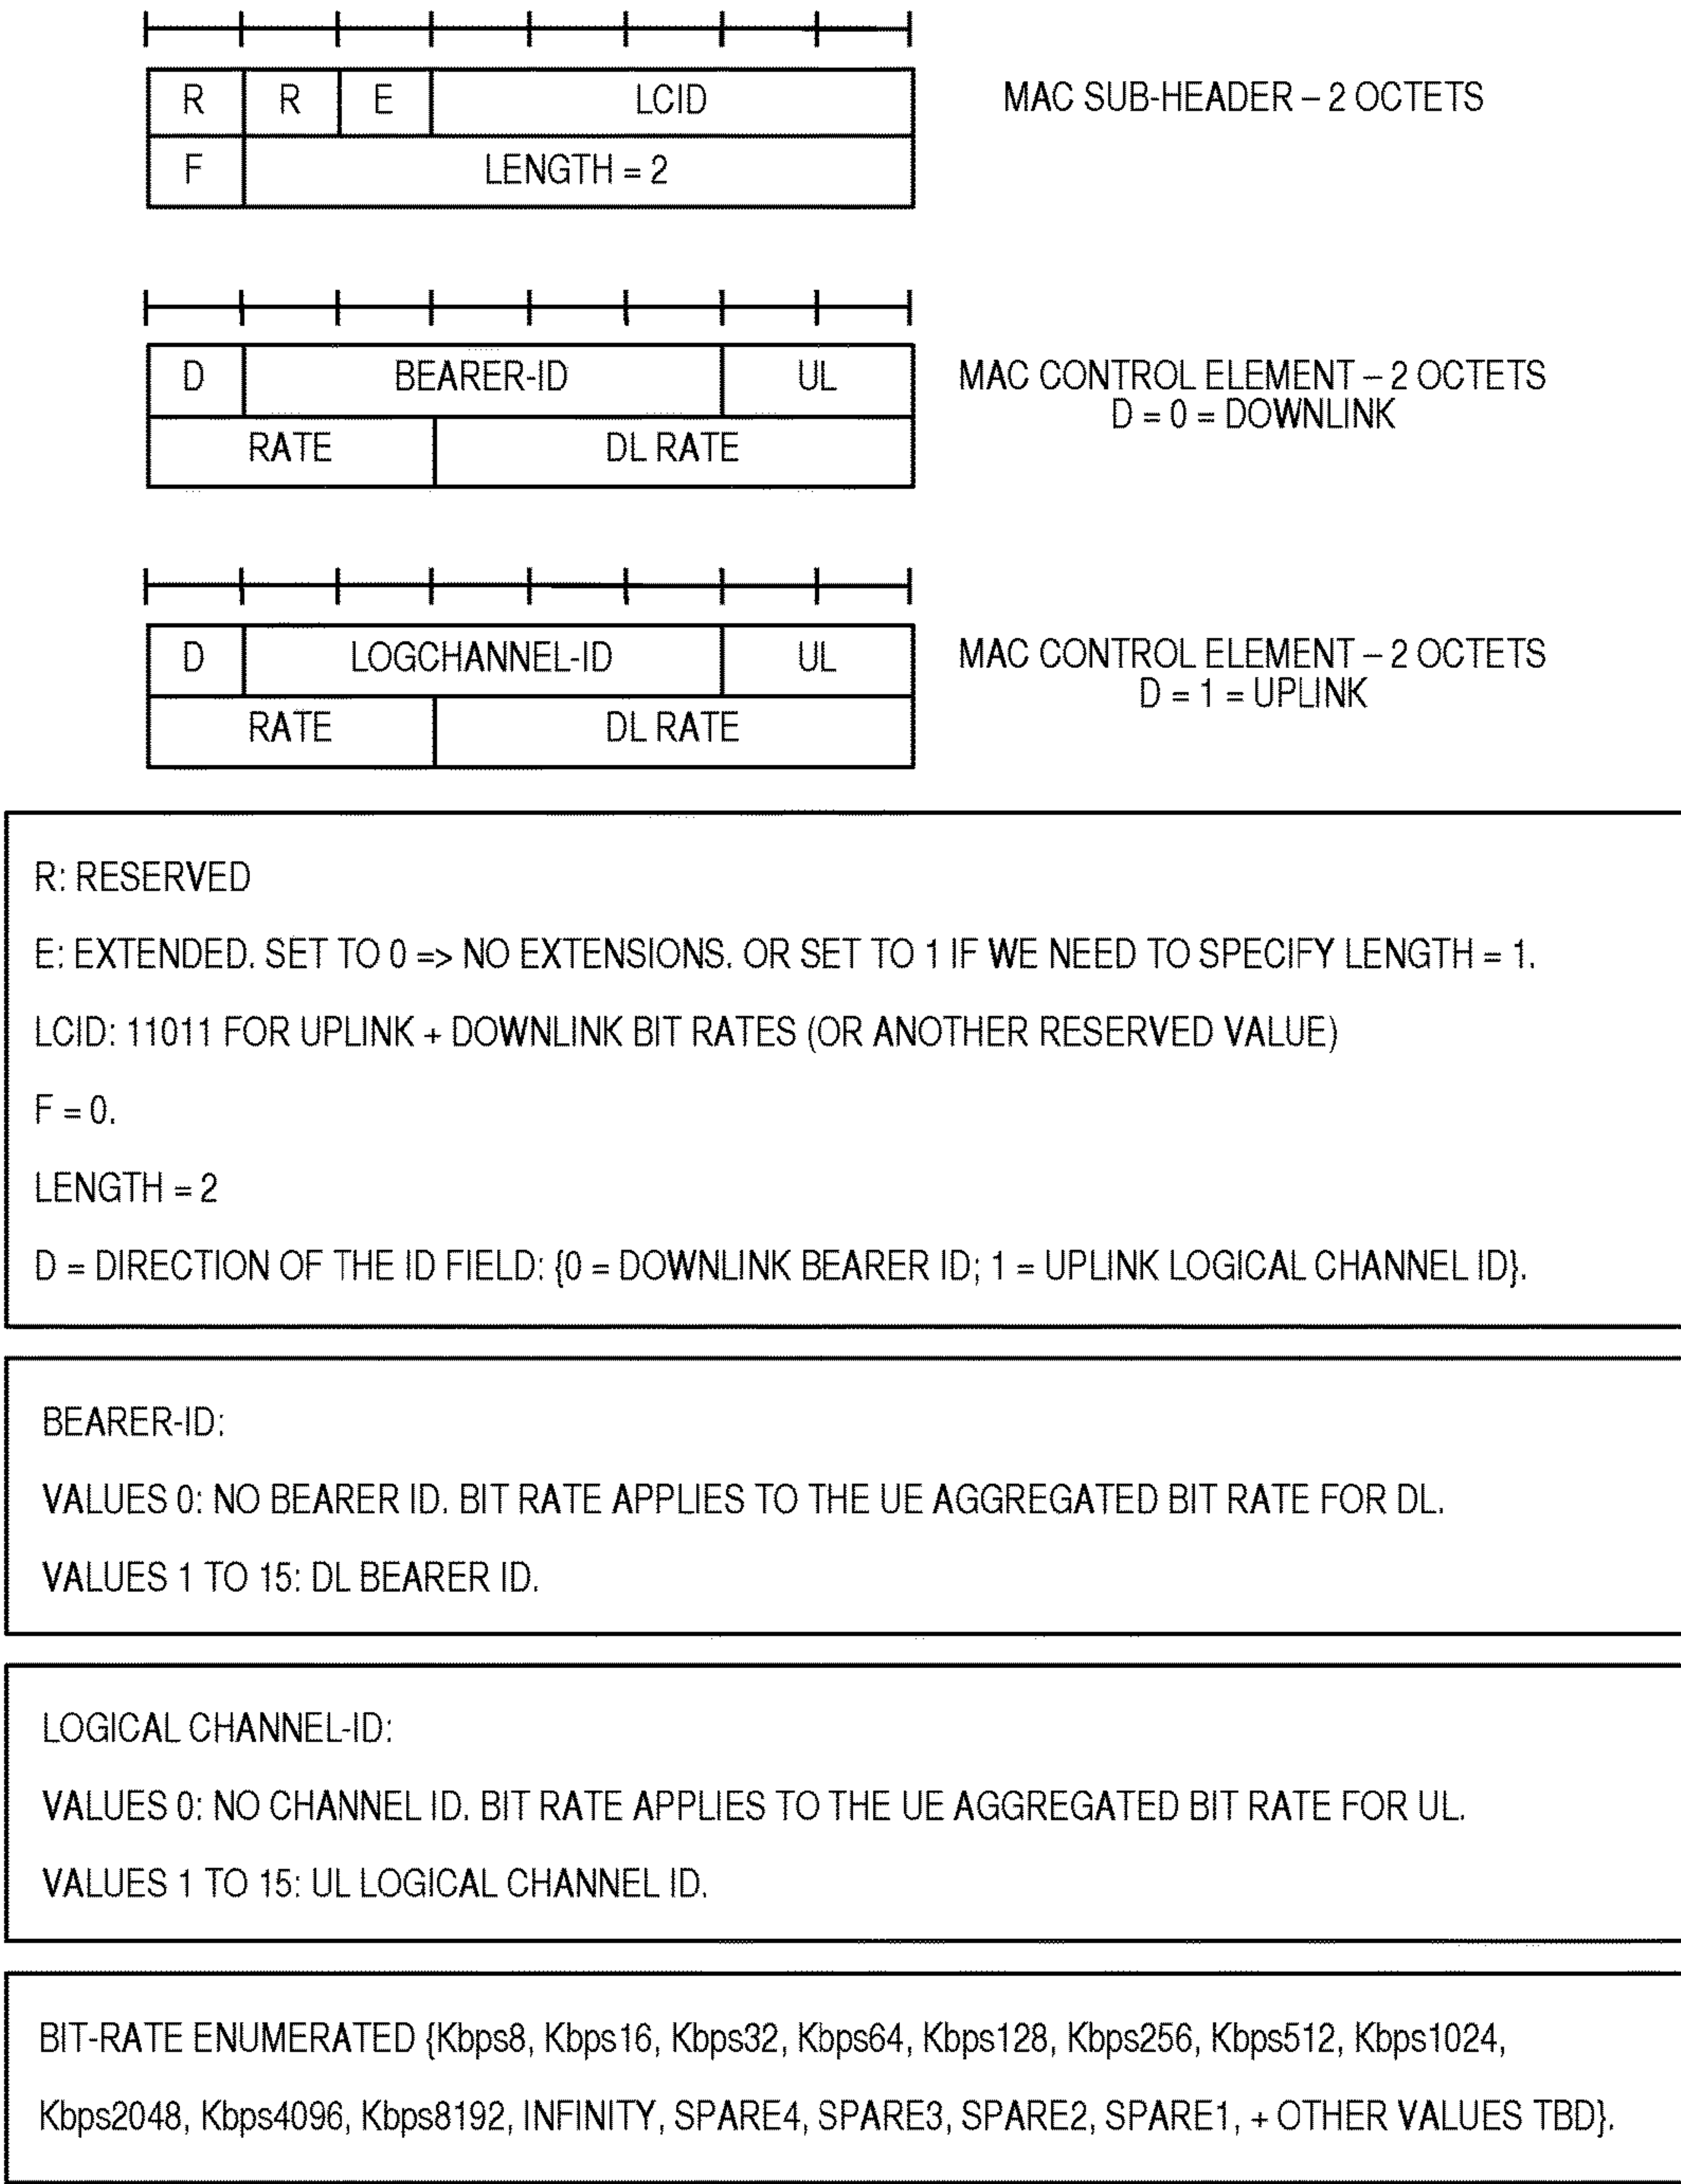 R R E LCID MAC SUB-HEADER – 2 OCTETS
F LENGTH = 2
D BEARER-ID UL MAC CONTROL ELEMENT – 2 OCTETS
D = 0 = DOWNLINK
RATE DL RATE
D LOGCHANNEL-ID UL MAC CONTROL ELEMENT – 2 OCTETS
D = 1 = UPLINK
RATE DL RATE
R: RESERVED
E: EXTENDED. SET TO 0 => NO EXTENSIONS. OR SET TO 1 IF WE NEED TO SPECIFY LENGTH = 1.
LCID: 11011 FOR UPLINK + DOWNLINK BIT RATES (OR ANOTHER RESERVED VALUE)
F = 0.
LENGTH = 2
D = DIRECTION OF THE ID FIELD: {0 = DOWNLINK BEARER ID; 1 = UPLINK LOGICAL CHANNEL ID}.
BEARER-ID:
VALUES 0: NO BEARER ID. BIT RATE APPLIES TO THE UE AGGREGATED BIT RATE FOR DL.
VALUES 1 TO 15: DL BEARER ID.
LOGICAL CHANNEL-ID:
VALUES 0: NO CHANNEL ID. BIT RATE APPLIES TO THE UE AGGREGATED BIT RATE FOR UL.
VALUES 1 TO 15: UL LOGICAL CHANNEL ID.
BIT-RATE ENUMERATED {Kbps8, Kbps16, Kbps32, Kbps64, Kbps128, Kbps256, Kbps512, Kbps1024,
Kbps2048, Kbps4096, Kbps8192, INFINITY, SPARE4, SPARE3, SPARE2, SPARE1, + OTHER VALUES TBD}.